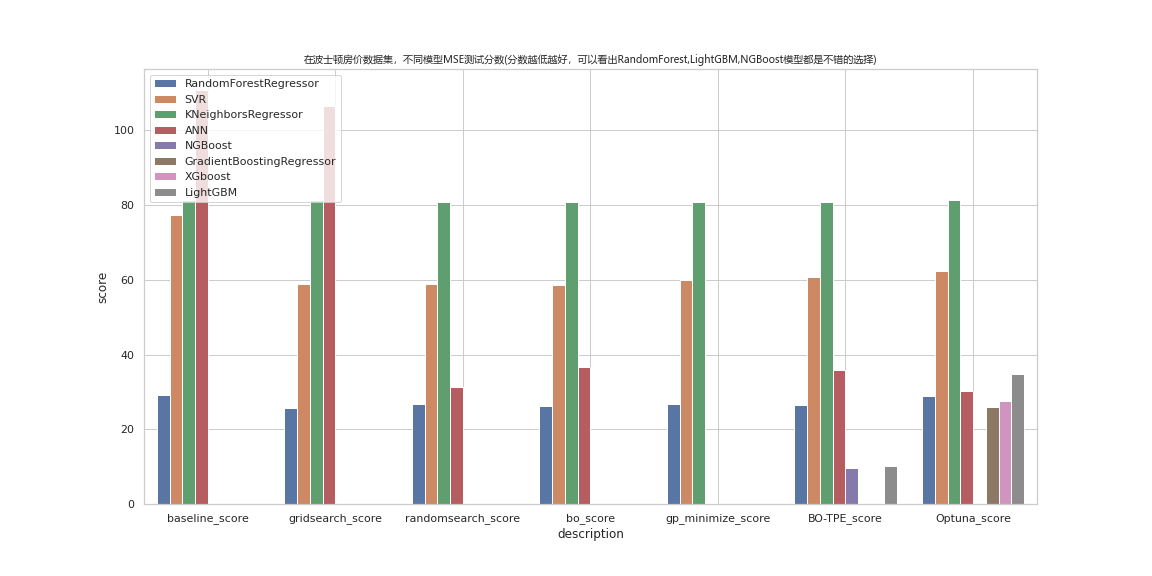 在波士顿房价数据集，不同模型MSE测试分数(分数越低越好，可以看出RandomForest,LightGBM,NGBoost模型都是不错的选择)
RandomForestRegressor
SVR
KNeighborsRegressor
ANN
NGBoost
GradientBoostingRegressor
XGboost
LightGBM
100
80
60
40
20
0
score
baseline_score gridsearch_score randomsearch_score bo_score gp_minimize_score BO-TPE_score Optuna_score
description